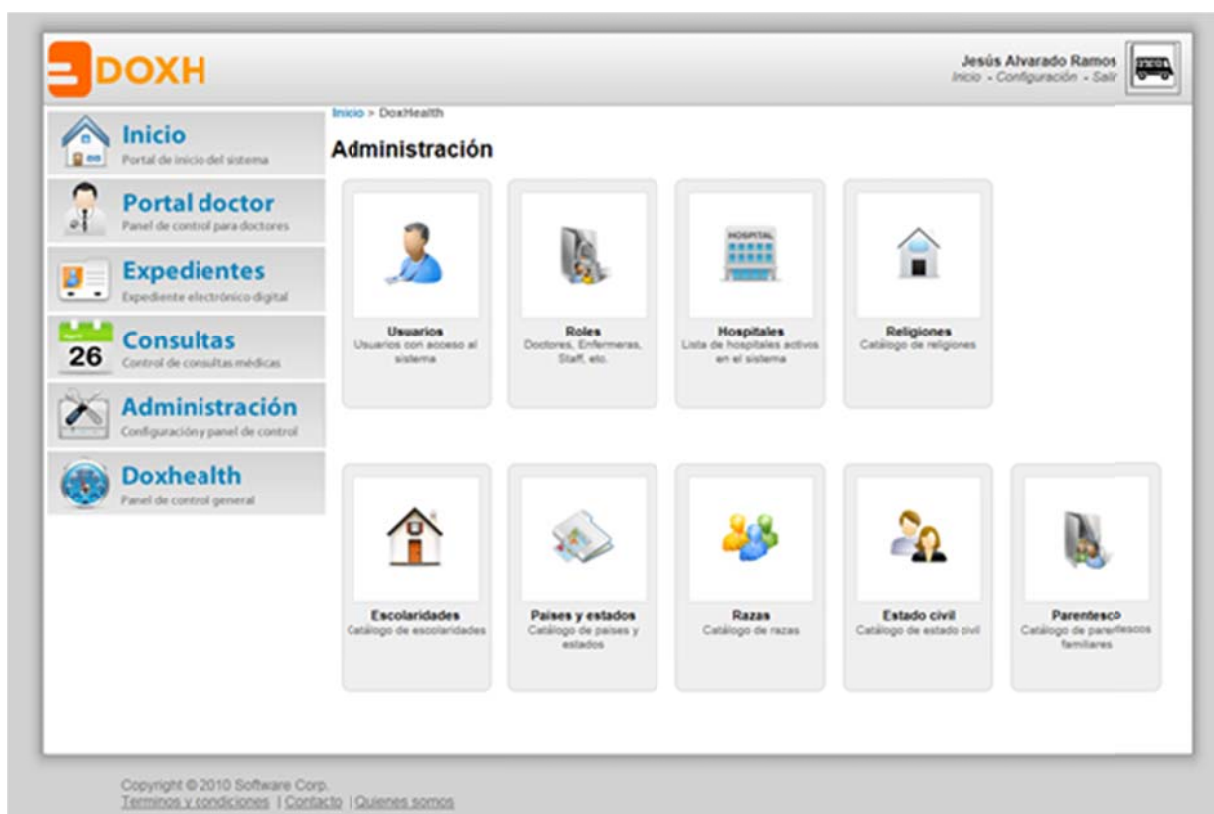 DOXH
Jesús Alvarado Ramos
Inicio - Configuración - Salir
Inicio > DoxHealth
Administración
Inicio
Portal de inicio del sistema
Portal doctor
Panel de control para doctores
Expedientes
Expediente electrónico digital
26
Consultas
Control de consultas médicas
Administración
Configuración y panel de control
Doxhealth
Panel de control general
Usuarios
Usuarios con acceso al
sistema
Roles
Doctores, Enfermeras,
Staff, etc.
HOSPITAL
Hospitales
Lista de hospitales activos
en el sistema
Religiones
Catálogo de religiones
Escolaridades
Catálogo de escolaridades
Paises y estados
Catálogo de paises y
estados
Razas
Catálogo de razas
Estado civil
Catálogo de estado civil
Parentesco
Catálogo de parentescos
familiares
Copyright © 2010 Software Corp.
Terminos y condiciones | Contacto | Quienes somos